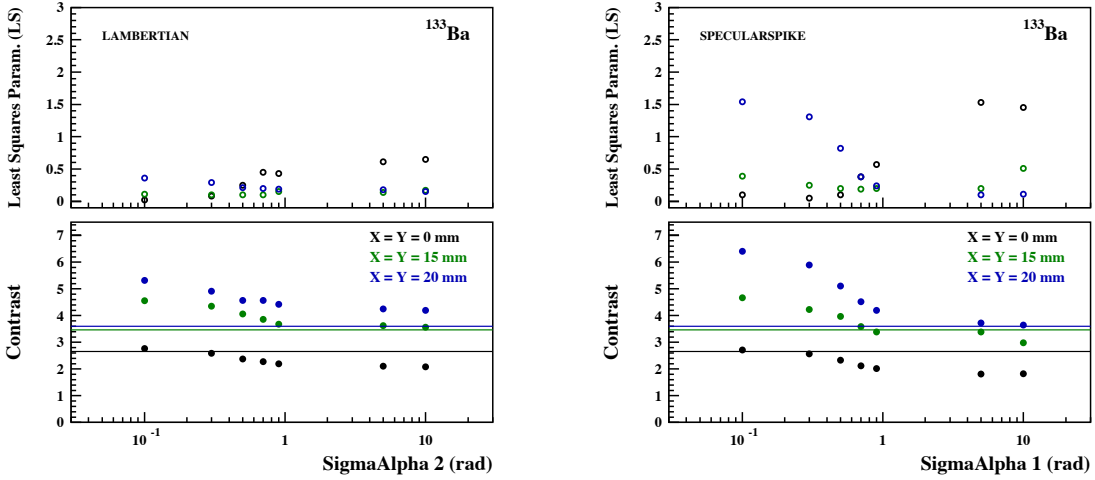 Least Squares Param. (LS)
3
2.5
2
1.5
1
0.5
0
LAMBERTIAN
133Ba
Contrast
7
6
5
4
3
2
1
0
X = Y = 0 mm
X = Y = 15 mm
X = Y = 20 mm
10^-1 1 10
SigmaAlpha 2 (rad)
Least Squares Param. (LS)
3
2.5
2
1.5
1
0.5
0
SPECULARSPIKE
133Ba
Contrast
7
6
5
4
3
2
1
0
X = Y = 0 mm
X = Y = 15 mm
X = Y = 20 mm
10^-1 1 10
SigmaAlpha 1 (rad)